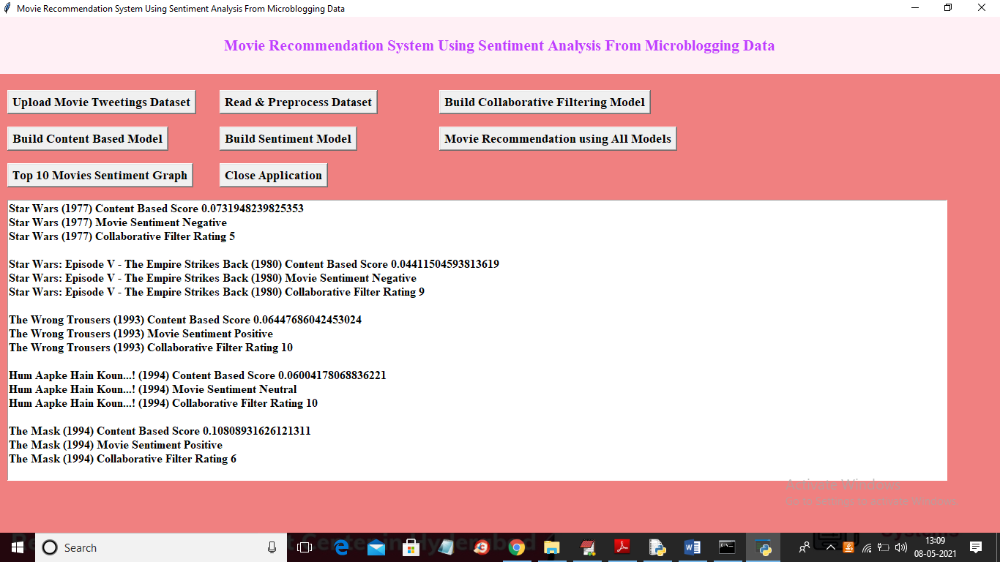 Movie Recommendation System Using Sentiment Analysis From Microblogging Data
Movie Recommendation System Using Sentiment Analysis From Microblogging Data
Upload Movie Tweetings Dataset
Read & Preprocess Dataset
Build Collaborative Filtering Model
Build Content Based Model
Build Sentiment Model
Movie Recommendation using All Models
Top 10 Movies Sentiment Graph
Close Application
Star Wars (1977) Content Based Score 0.0731948239825353
Star Wars (1977) Movie Sentiment Negative
Star Wars (1977) Collaborative Filter Rating 5
Star Wars: Episode V - The Empire Strikes Back (1980) Content Based Score 0.04411504593813619
Star Wars: Episode V - The Empire Strikes Back (1980) Movie Sentiment Negative
Star Wars: Episode V - The Empire Strikes Back (1980) Collaborative Filter Rating 9
The Wrong Trousers (1993) Content Based Score 0.06447686042453024
The Wrong Trousers (1993) Movie Sentiment Positive
The Wrong Trousers (1993) Collaborative Filter Rating 10
Hum Aapke Hain Koun...! (1994) Content Based Score 0.06004178068836221
Hum Aapke Hain Koun...! (1994) Movie Sentiment Neutral
Hum Aapke Hain Koun...! (1994) Collaborative Filter Rating 10
The Mask (1994) Content Based Score 0.10808931626121311
The Mask (1994) Movie Sentiment Positive
The Mask (1994) Collaborative Filter Rating 6
Activate Windows
Go to Settings to activate Windows.
Search
Center in Hyderabad
Systems
13:09
08-05-2021